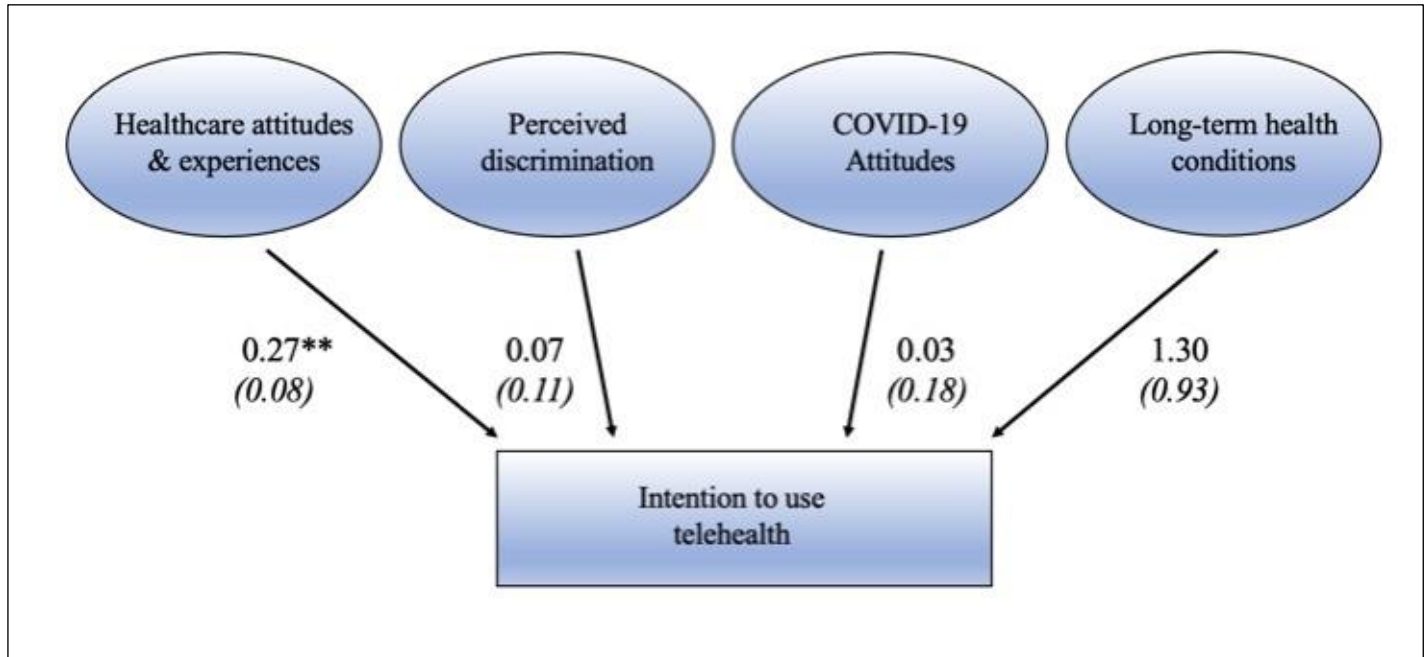 Healthcare attitudes
& experiences
Perceived
discrimination
COVID-19
Attitudes
Long-term health
conditions
0.27**
(0.08)
0.07
(0.11)
0.03
(0.18)
1.30
(0.93)
Intention to use
telehealth